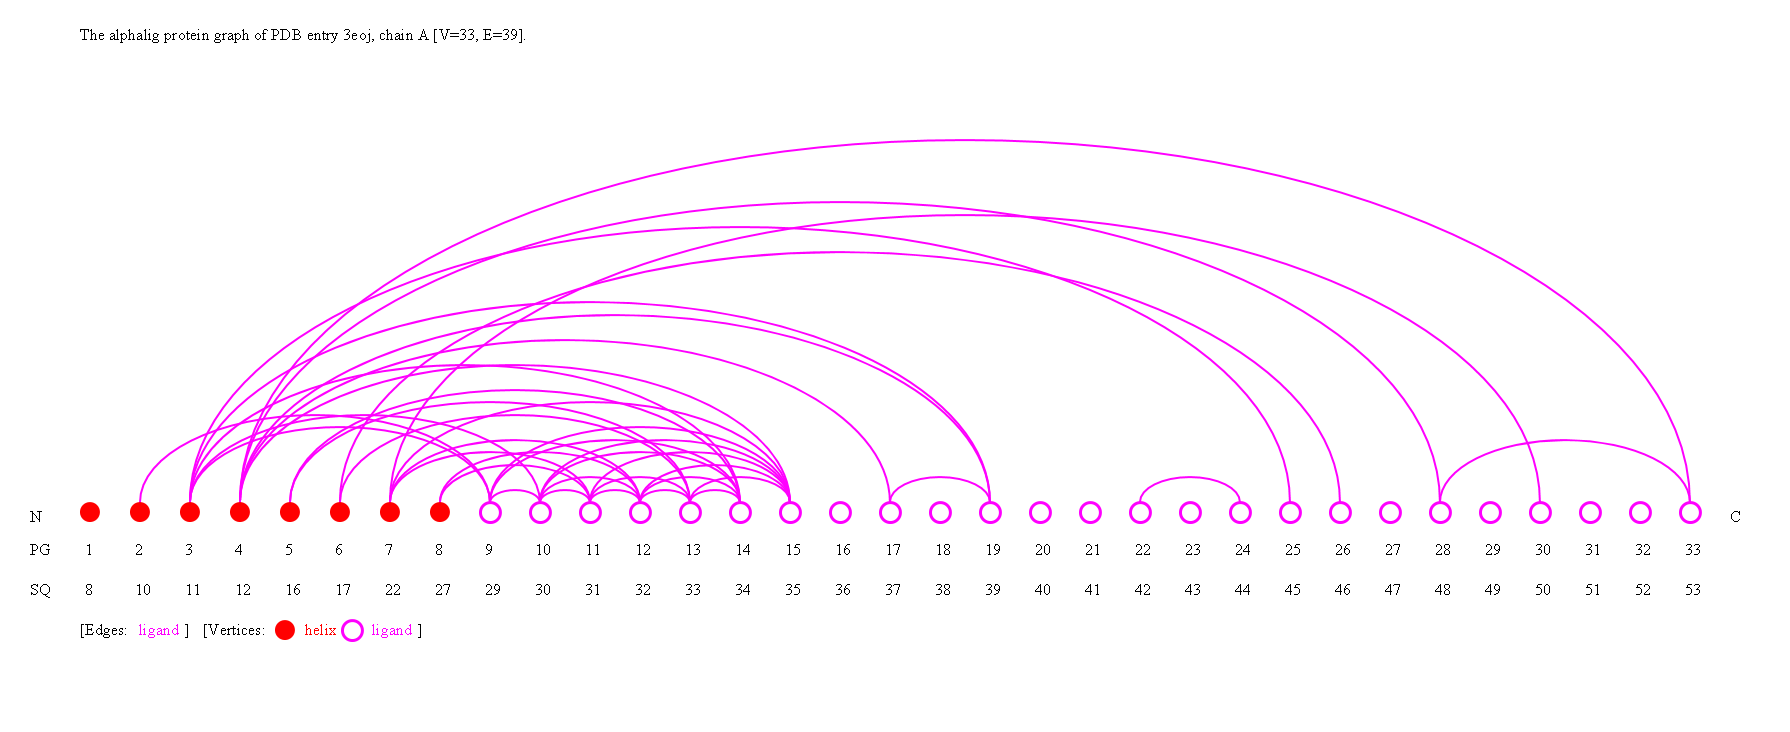 The alphalig protein graph of PDB entry 3eoj, chain A [V=33, E=39].
N C
PG 1 2 3 4 5 6 7 8 9 10 11 12 13 14 15 16 17 18 19 20 21 22 23 24 25 26 27 28 29 30 31 32 33
SQ 8 10 11 12 16 17 22 27 29 30 31 32 33 34 35 36 37 38 39 40 41 42 43 44 45 46 47 48 49 50 51 52 53
[Edges: ligand ] [Vertices: helix ligand ]